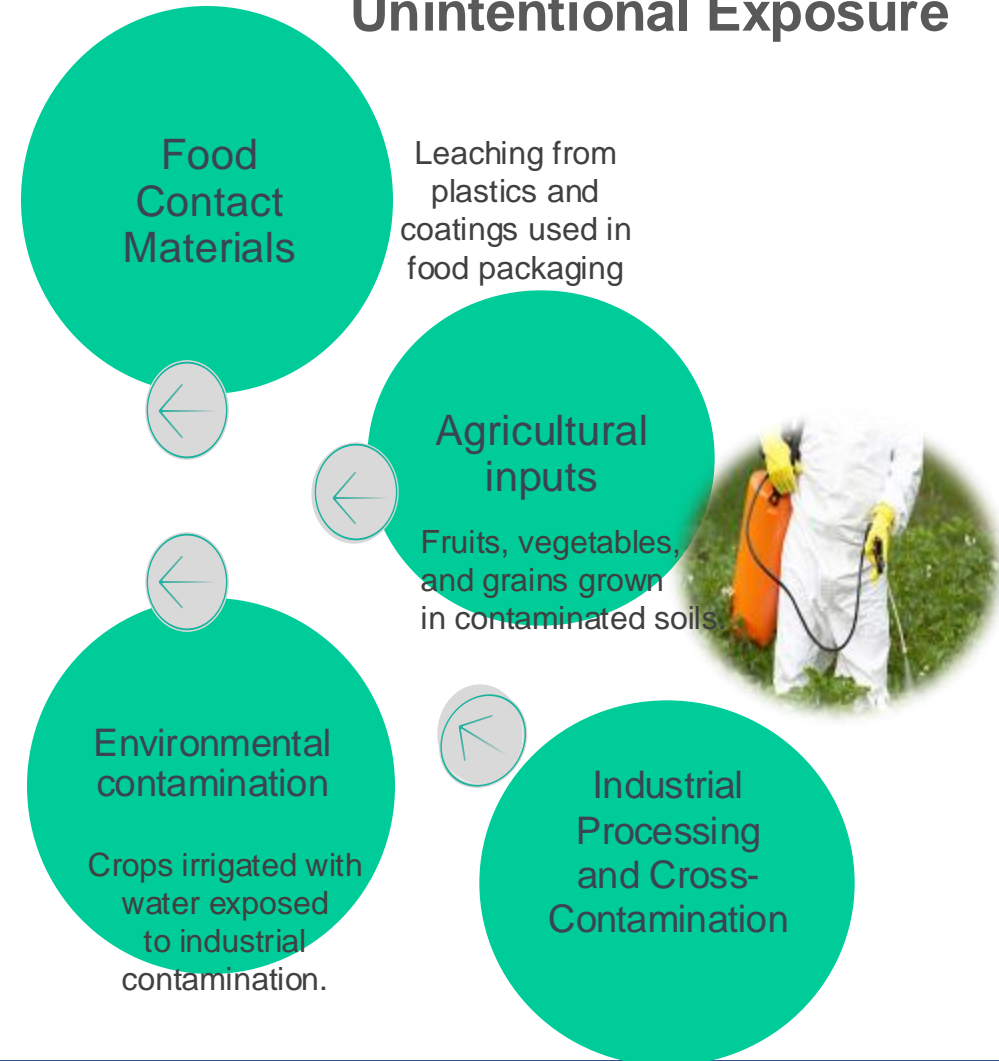 Unintentional Exposure
Food
Contact
Materials
Leaching from
plastics and
coatings used in
food packaging
Agricultural
inputs
Fruits, vegetables,
and grains grown
in contaminated soils.
Environmental
contamination
Crops irrigated with
water exposed
to industrial
contamination.
Industrial
Processing
and Cross-
Contamination